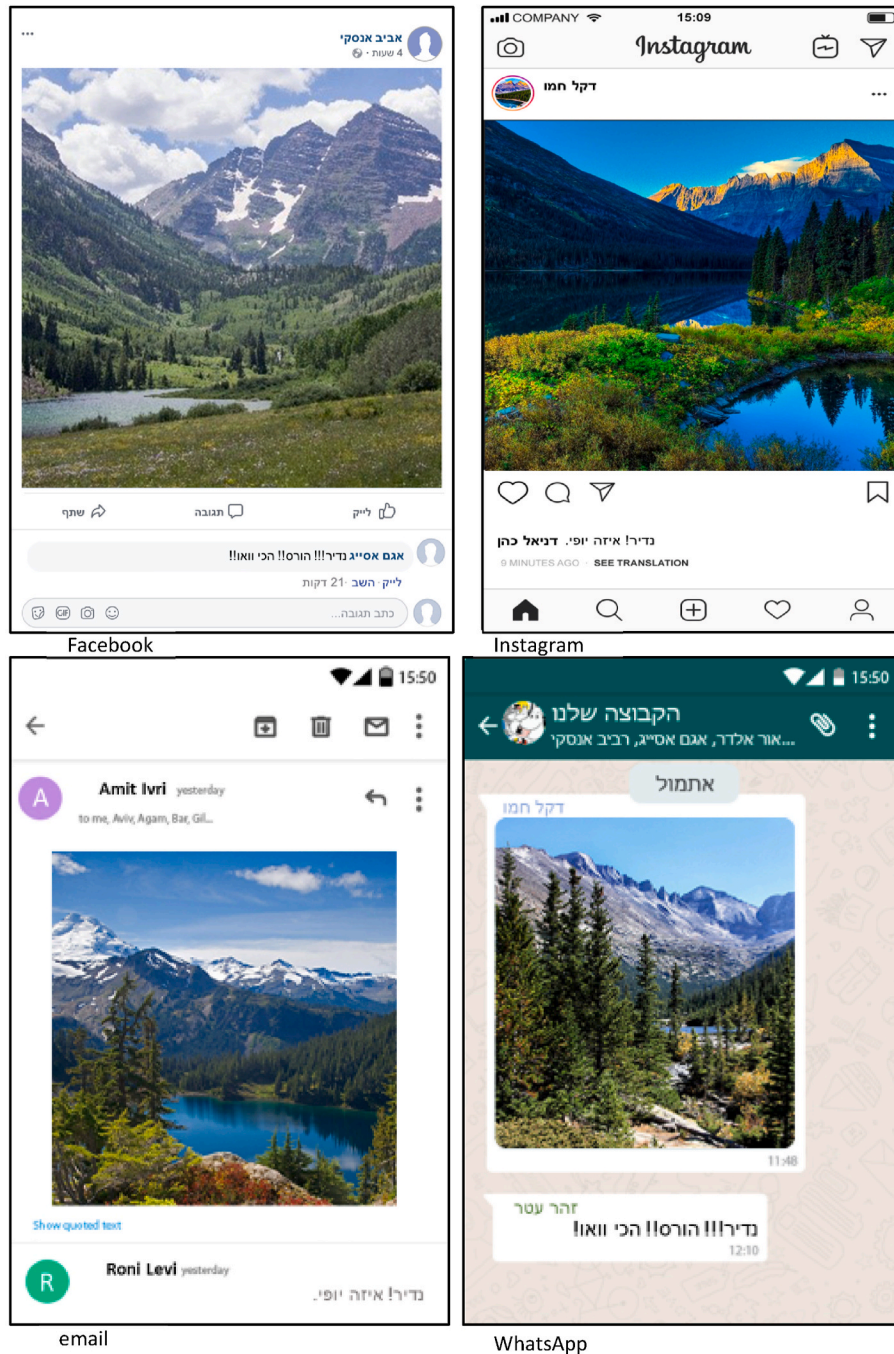 אביב אנסקי
4 שעות ·
לייק
תגובה
שתף
אגם אסייג נדיר!!! הורס!! הכי וואו!!
לייק · השב · 21 דקות
כתב תגובה...
GIF
Facebook
COMPANY 15:09
Instagram
דקל חמו
נדיר! איזה יופי. דניאל כהן
9 MINUTES AGO · SEE TRANSLATION
Instagram
15:50
A
Amit Ivri yesterday
to me, Aviv, Agam, Bar, Gil...
Show quoted text
R
Roni Levi yesterday
נדיר! איזה יופי.
email
15:50
הקבוצה שלנו
אור אלדר, אגם אסייג, רביב אנסקי...
אתמול
דקל חמו
11:48
זהר עטר
נדיר!!! הורס!! הכי וואו!
12:10
WhatsApp